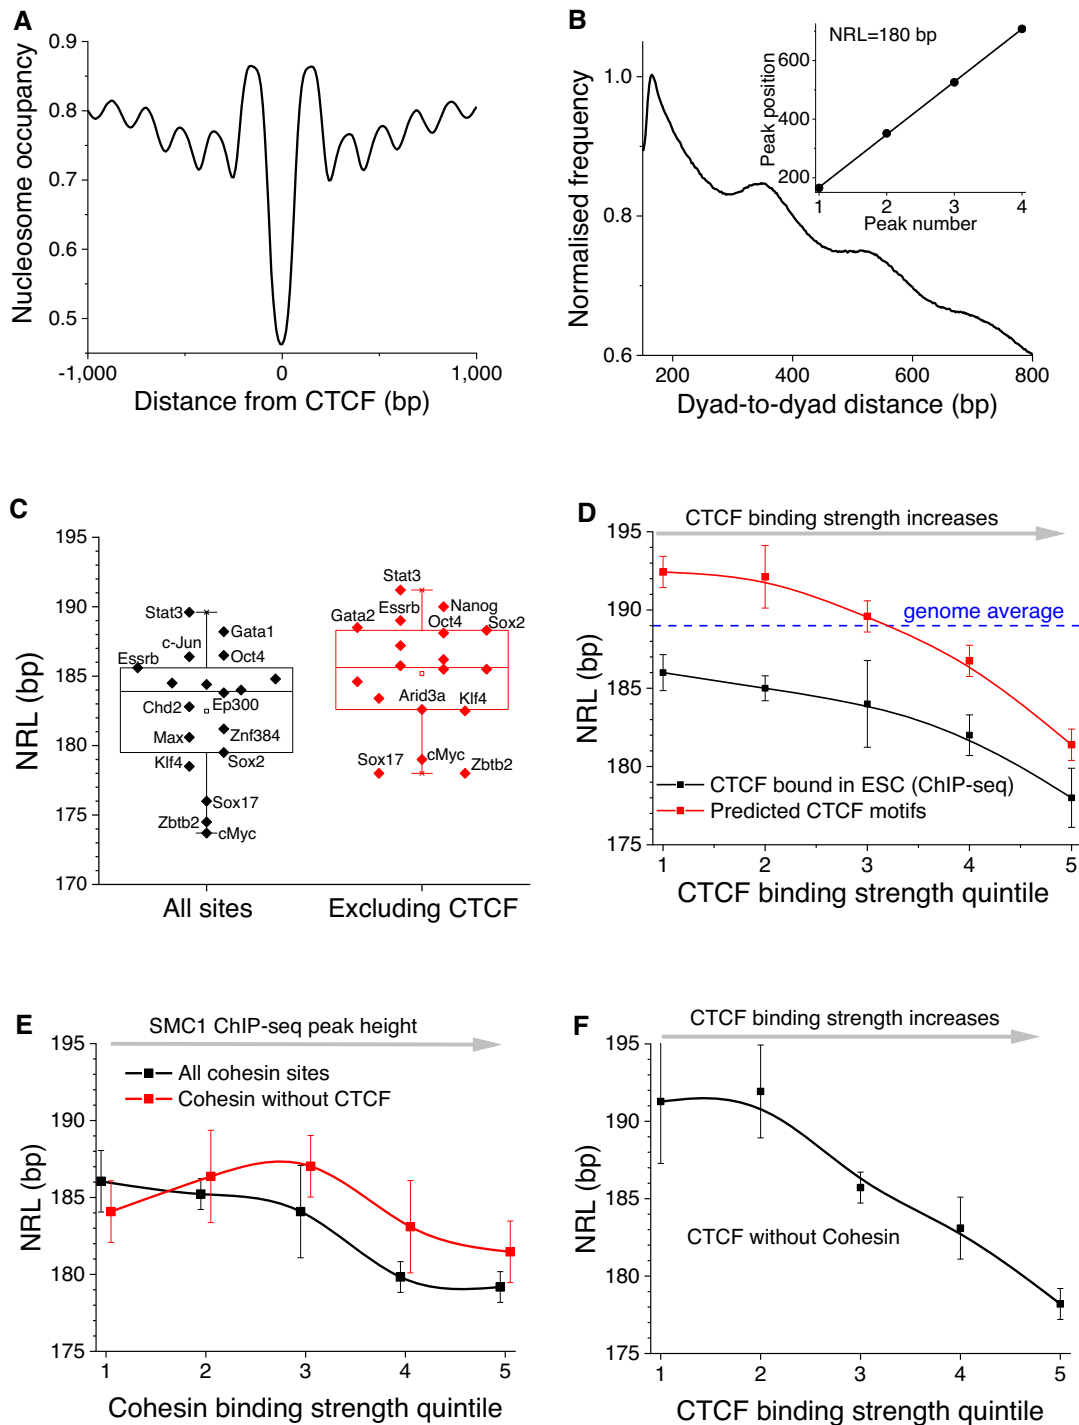 A
0.9
0.8
0.7
0.6
0.5
Nucleosome occupancy
-1,000
0
1,000
Distance from CTCF (bp)
B
1.0
0.8
0.6
Normalised frequency
200
400
600
800
Dyad-to-dyad distance (bp)
NRL=180 bp
600
400
200
Peak position
1
2
3
4
Peak number
C
195
190
185
180
175
170
NRL (bp)
Stat3
Gata1
c-Jun
Oct4
Essrb
Ep300
Chd2
Znf384
Max
Sox2
Klf4
Sox17
Zbtb2
cMyc
Stat3
Nanog
Essrb
Gata2
Oct4
Sox2
Arid3a
Klf4
Sox17
cMyc
Zbtb2
All sites
Excluding CTCF
D
CTCF binding strength increases
195
190
185
180
175
NRL (bp)
genome average
CTCF bound in ESC (ChIP-seq)
Predicted CTCF motifs
1
2
3
4
5
CTCF binding strength quintile
E
SMC1 ChIP-seq peak height
195
190
185
180
175
NRL (bp)
All cohesin sites
Cohesin without CTCF
1
2
3
4
5
Cohesin binding strength quintile
F
CTCF binding strength increases
195
190
185
180
175
NRL (bp)
CTCF without Cohesin
1
2
3
4
5
CTCF binding strength quintile